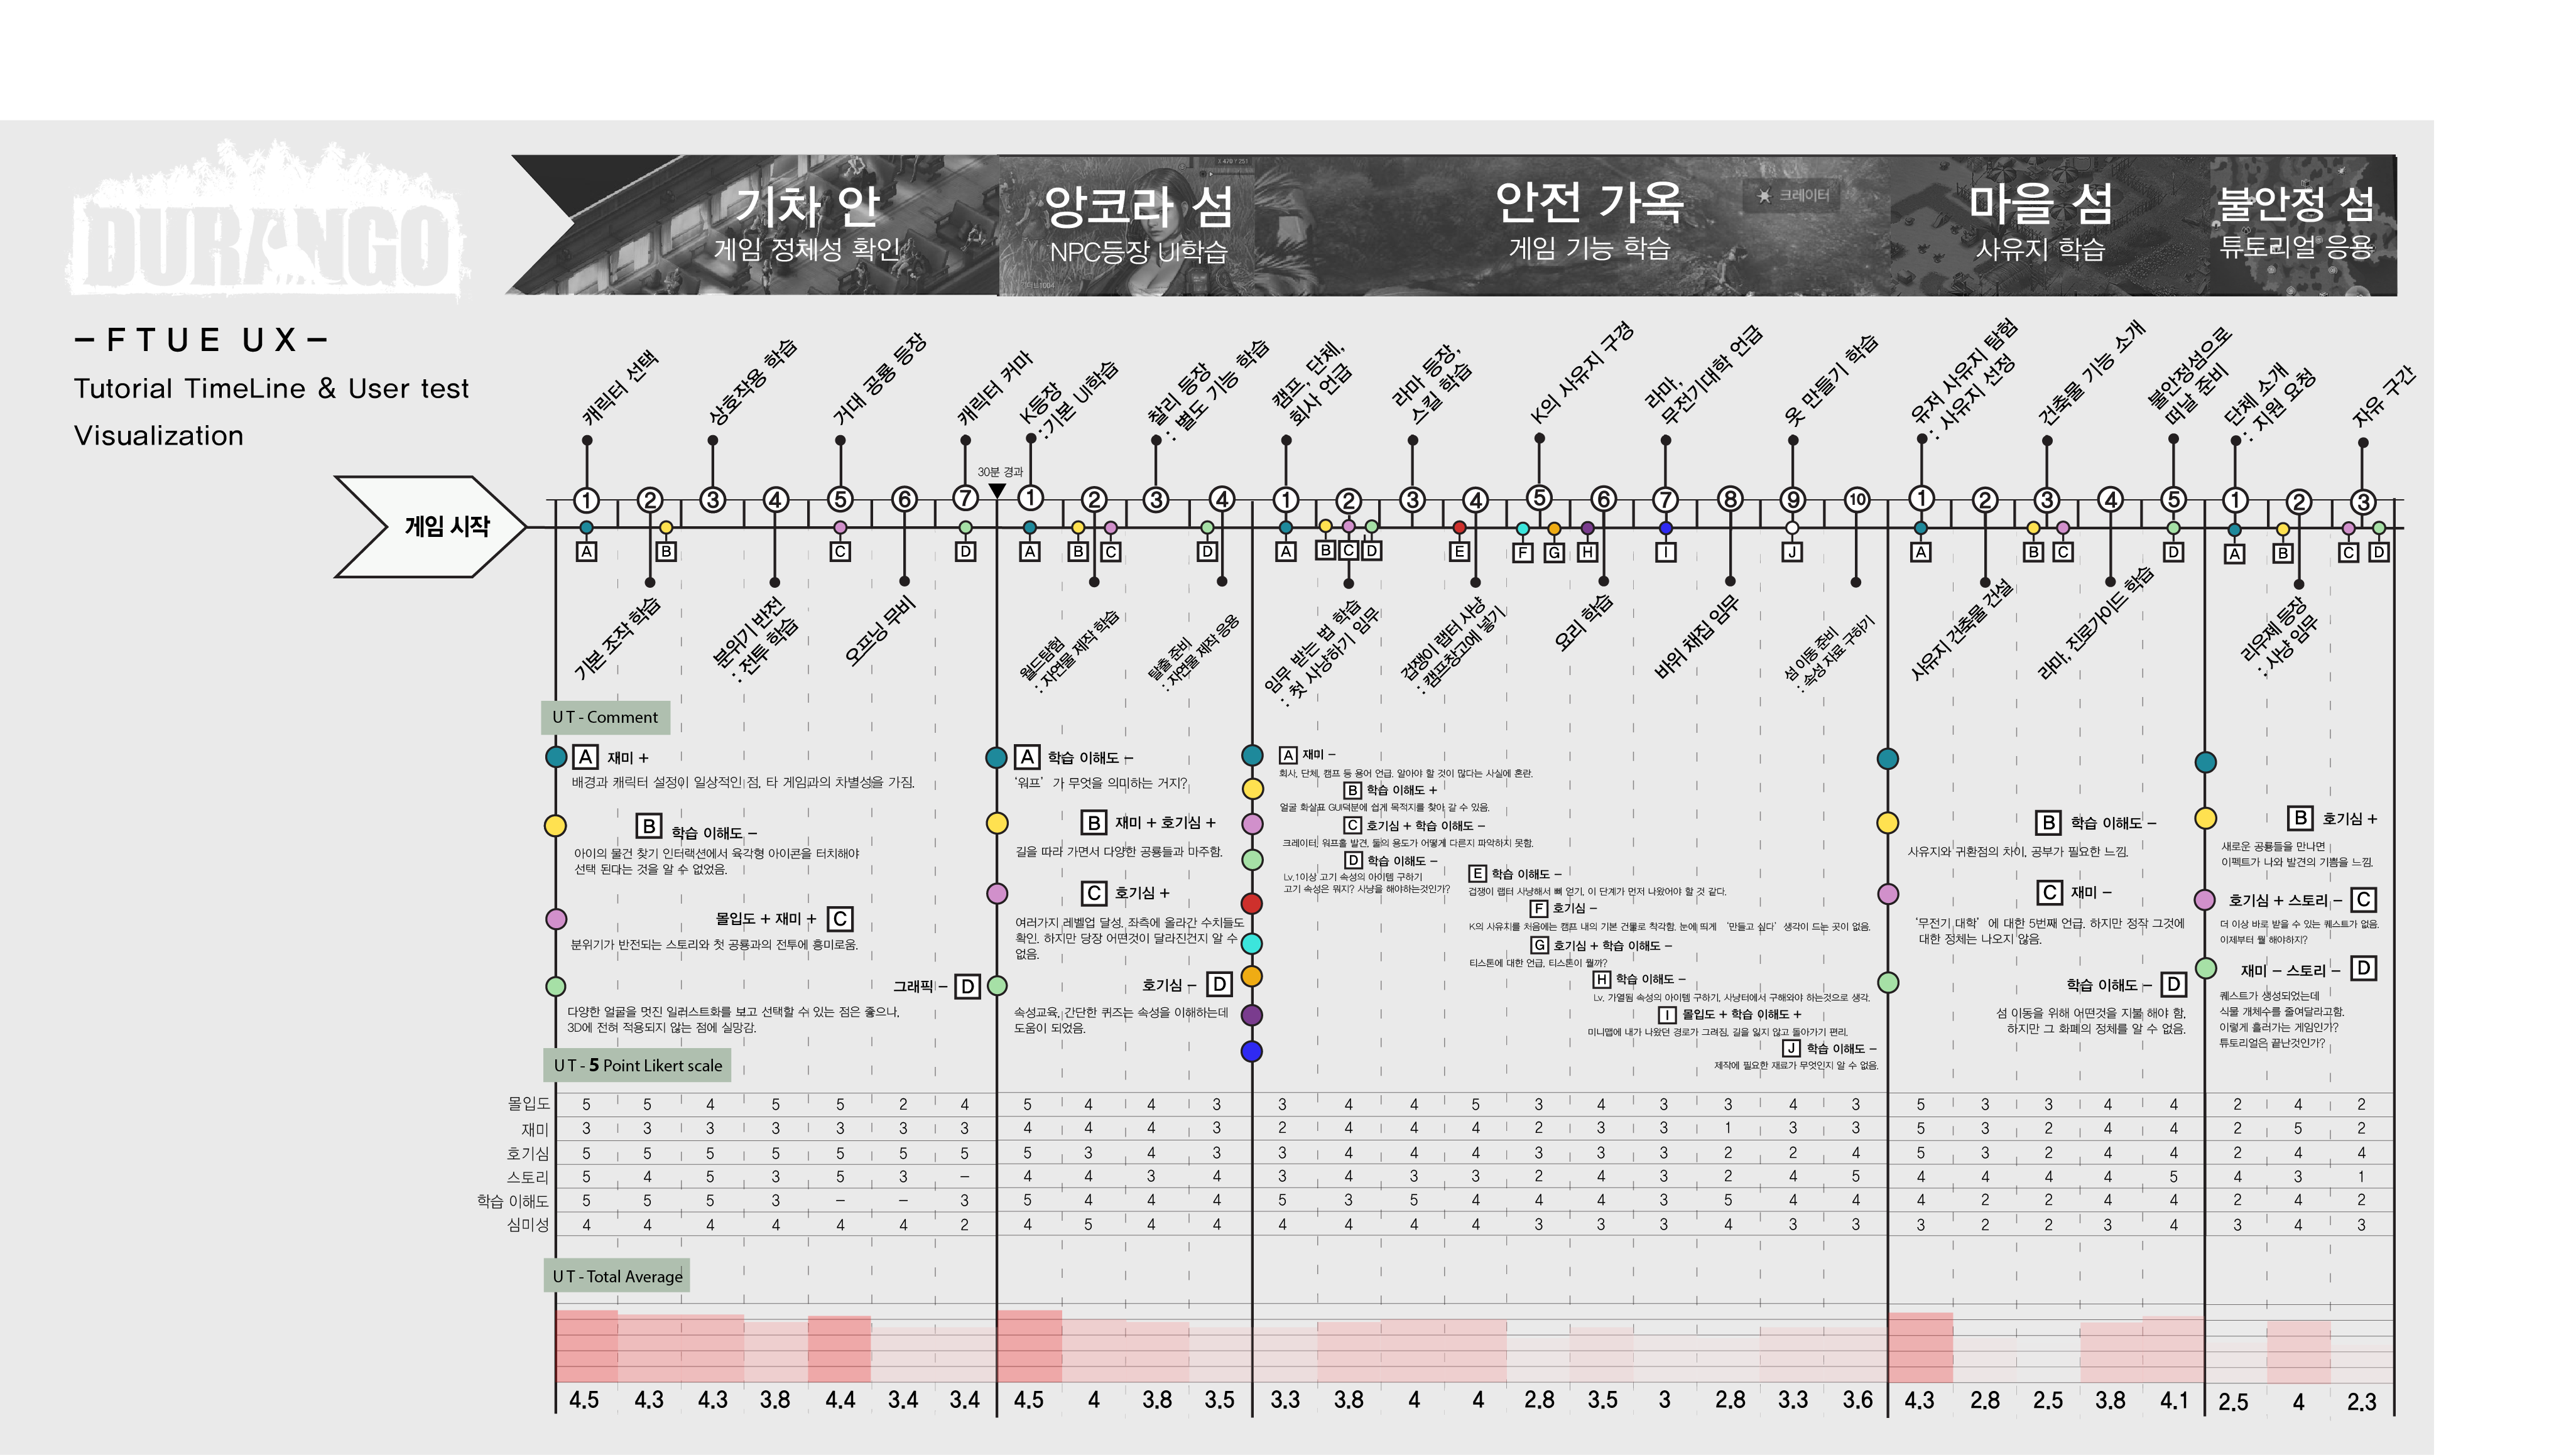 DURANGO
기차 안
게임 정체성 확인
앙코라 섬
NPC등장 UI학습
안전 가옥
게임 기능 학습
크레이터
마을 섬
사유지 학습
불안정 섬
튜토리얼 응용
– F T U E  U X –
Tutorial TimeLine & User test
Visualization
캐릭터 선택
상호작용 학습
거대 공룡 등장
캐릭터 커마
K등장
: 기본 UI학습
찰리 등장
: 별도 기능 학습
캠프, 단체,
회사 언급
라마 등장,
스킬 학습
K의 사유지 구경
라마,
무전기대학 언급
옷 만들기 학습
유저 사유지 탐험
: 사유지 선정
건축물 기능 소개
불안정섬으로
떠날 준비
단체 소개
: 지원 요청
자유 구간
30분 경과
게임 시작
1 2 3 4 5 6 7 1 2 3 4 1 2 3 4 5 6 7 8 9 10 1 2 3 4 5 1 2 3
A B C D A B C D A B C D E F G H I J A B C D A B C D
기본 조작 학습
분위기 반전
: 전투 학습
오프닝 무비
월드탐험
: 자연물 제작 학습
탈출 준비
: 자연물 제작 응용
임무 받는 법 학습
: 첫 사냥하기 임무
겁쟁이 랩터 사냥
: 캠프창고에 넣기
요리 학습
바위 채집 임무
섬 이동 준비
: 속성 자료 구하기
사유지 건축물 건설
라마, 진로가이드 학습
리우제 등장
: 사냥 임무
U T - Comment
A 재미 +
배경과 캐릭터 설정이 일상적인 점, 타 게임과의 차별성을 가짐.
B 학습 이해도 –
아이의 물건 찾기 인터랙션에서 육각형 아이콘을 터치해야
선택 된다는 것을 알 수 없었음.
몰입도 + 재미 + C
분위기가 반전되는 스토리와 첫 공룡과의 전투에 흥미로움.
그래픽 – D
다양한 얼굴을 멋진 일러스트화를 보고 선택할 수 있는 점은 좋으나,
3D에 전혀 적용되지 않는 점에 실망감.
A 학습 이해도 –
‘워프’ 가 무엇을 의미하는 거지?
B 재미 + 호기심 +
길을 따라 가면서 다양한 공룡들과 마주함.
C 호기심 +
여러가지 레벨업 달성, 좌측에 올라간 수치들도
확인. 하지만 당장 어떤것이 달라진건지 알 수
없음.
호기심 – D
속성교육, 간단한 퀴즈는 속성을 이해하는데
도움이 되었음.
A 재미 –
회사, 단체, 캠프 등 용어 언급. 알아야 할 것이 많다는 사실에 혼란.
B 학습 이해도 +
얼굴 화살표 GUI덕분에 쉽게 목적지를 찾아 갈 수 있음.
C 호기심 + 학습 이해도 –
크레이터, 워프홀 발견, 둘의 용도가 어떻게 다른지 파악하지 못함.
D 학습 이해도 –
Lv.1이상 고기 속성의 아이템 구하기
고기 속성은 뭐지? 사냥을 해야하는것인가?
E 학습 이해도 –
겁쟁이 랩터 사냥해서 뼈 얻기, 이 단계가 먼저 나왔어야 할 것 같다.
F 호기심 –
K의 사유지를 처음에는 캠프 내의 기본 건물로 착각함. 눈에 띄게 ‘만들고 싶다’ 생각이 드는 곳이 없음.
G 호기심 + 학습 이해도 –
티스톤에 대한 언급, 티스톤이 뭘까?
H 학습 이해도 –
Lv. 가열됨 속성의 아이템 구하기, 사냥터에서 구해와야 하는것으로 생각.
I 몰입도 + 학습 이해도 +
미니맵에 내가 나왔던 경로가 그려짐, 길을 잃지 않고 돌아가기 편리.
J 학습 이해도 –
제작에 필요한 재료가 무엇인지 알 수 없음.
B 학습 이해도 –
사유지와 귀환점의 차이, 공부가 필요한 느낌.
C 재미 –
‘무전기 대학’ 에 대한 5번째 언급. 하지만 정작 그것에
대한 정체는 나오지 않음.
학습 이해도 – D
섬 이동을 위해 어떤것을 지불 해야 함,
하지만 그 화폐의 정체를 알 수 없음.
B 호기심 +
새로운 공룡들을 만나면
이펙트가 나와 발견의 기쁨을 느낌.
호기심 + 스토리 – C
더 이상 바로 받을 수 있는 퀘스트가 없음.
이제부터 뭘 해야하지?
재미 – 스토리 – D
퀘스트가 생성되었는데
식물 개체수를 줄여달라고함.
이렇게 흘러가는 게임인가?
튜토리얼은 끝난것인가?
U T - 5 Point Likert scale
몰입도 5 5 4 5 5 2 4 5 4 4 3 3 4 4 5 3 4 3 3 4 3 5 3 3 4 4 2 4 2
재미 3 3 3 3 3 3 3 4 4 4 3 2 4 4 4 2 3 3 1 3 3 5 3 2 4 4 2 5 2
호기심 5 5 5 5 5 5 5 5 3 4 3 3 4 4 4 3 3 3 2 2 4 5 3 2 4 4 2 4 4
스토리 5 4 5 3 5 3 – 4 4 3 4 3 4 3 3 2 4 3 2 4 5 4 4 4 4 5 4 3 1
학습 이해도 5 5 5 3 – – 3 5 4 4 4 5 3 5 4 4 4 3 5 4 4 4 2 2 4 4 2 4 2
심미성 4 4 4 4 4 4 2 4 5 4 4 4 4 4 4 3 3 3 4 3 3 3 2 2 3 4 3 4 3
U T - Total Average
4.5 4.3 4.3 3.8 4.4 3.4 3.4 4.5 4 3.8 3.5 3.3 3.8 4 4 2.8 3.5 3 2.8 3.3 3.6 4.3 2.8 2.5 3.8 4.1 2.5 4 2.3